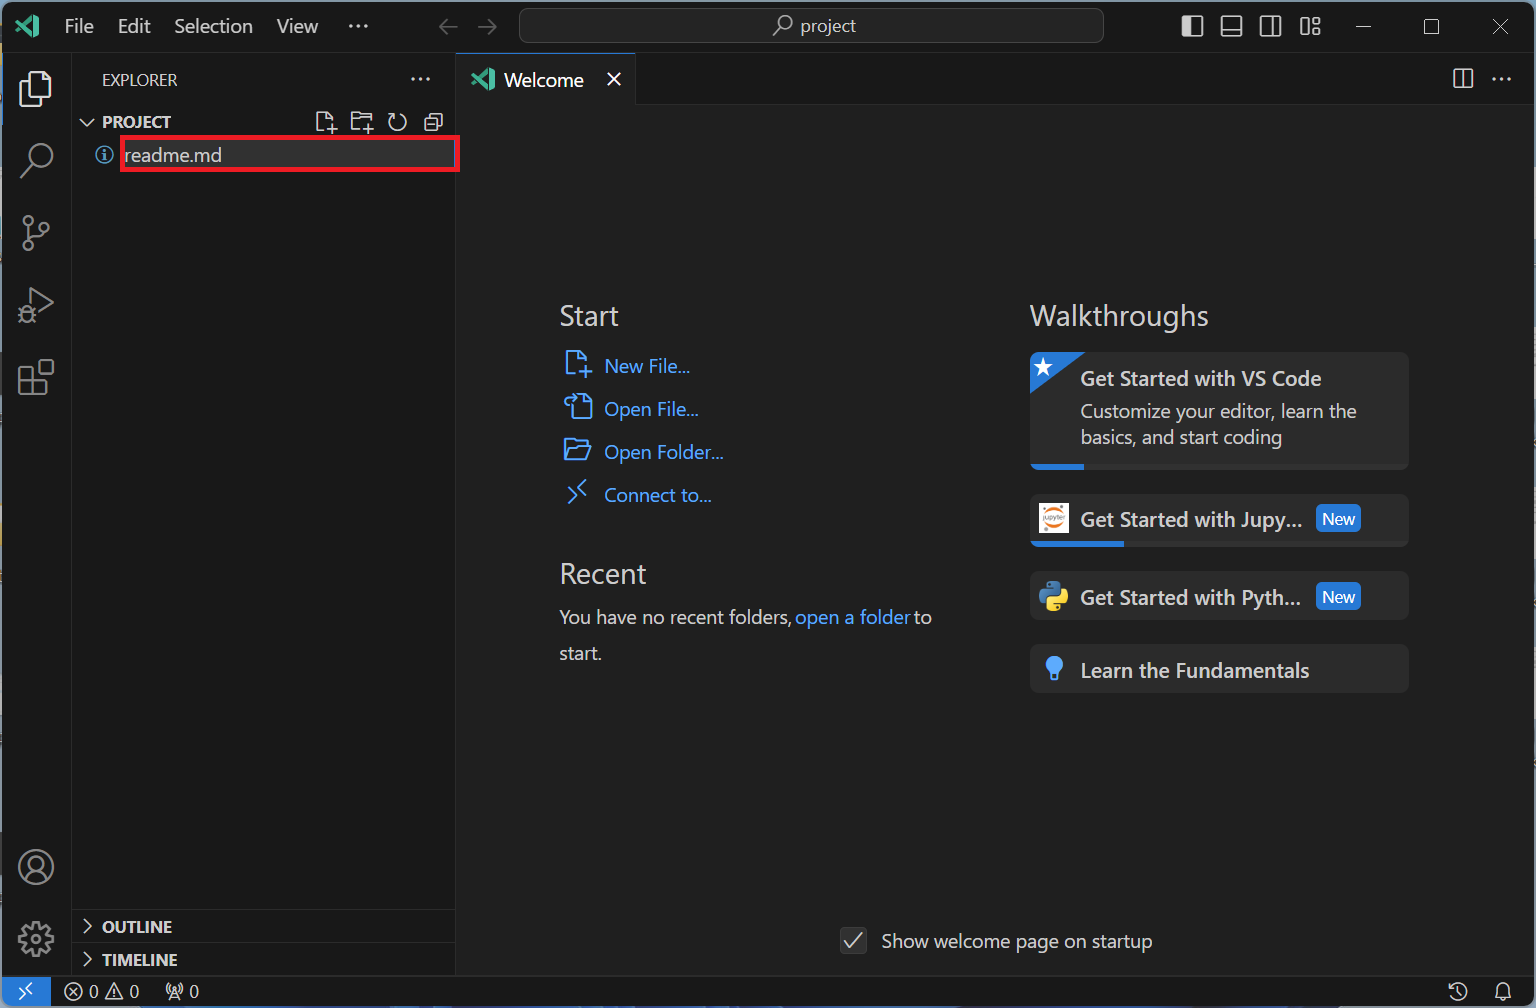 File Edit Selection View ···
project
EXPLORER ···
Welcome
···
PROJECT
readme.md
Start
New File...
Open File...
Open Folder...
Connect to...
Recent
You have no recent folders, open a folder to
start.
Walkthroughs
Get Started with VS Code
Customize your editor, learn the
basics, and start coding
jupyter
Get Started with Jupy... New
Get Started with Pyth... New
Learn the Fundamentals
Show welcome page on startup
OUTLINE
TIMELINE
0 0 0